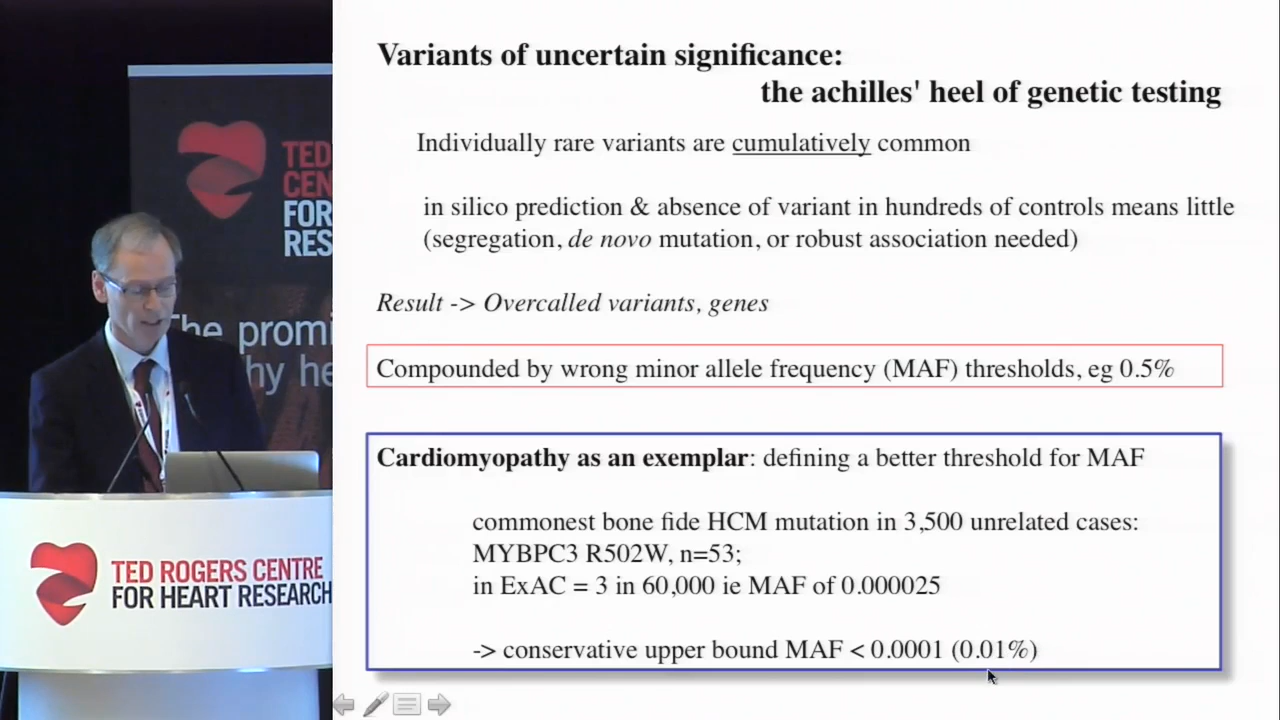 Variants of uncertain significance:
the achilles' heel of genetic testing
Individually rare variants are cumulatively common
in silico prediction & absence of variant in hundreds of controls means little
(segregation, de novo mutation, or robust association needed)
Result -> Overcalled variants, genes
Compounded by wrong minor allele frequency (MAF) thresholds, eg 0.5%
Cardiomyopathy as an exemplar: defining a better threshold for MAF
commonest bone fide HCM mutation in 3,500 unrelated cases:
MYBPC3 R502W, n=53;
in ExAC = 3 in 60,000 ie MAF of 0.000025
-> conservative upper bound MAF < 0.0001 (0.01%)
TED
CEN
FOR
RES
The promi
hy he
TED ROGERS CENTRE
FOR HEART RESEARCH